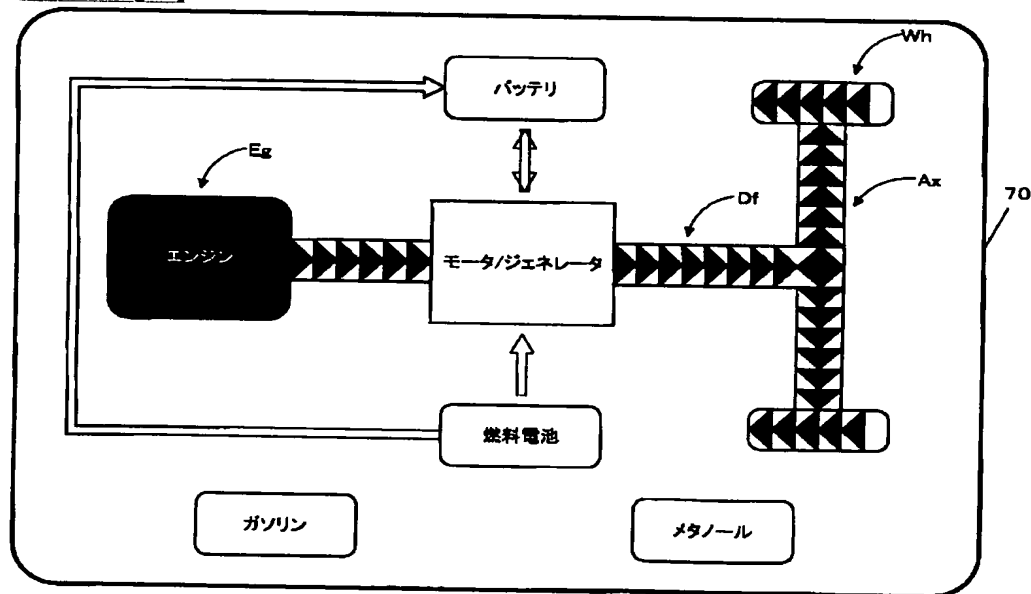 Wh
バッテリ
Eg
Ax
70
Df
エンジン
モータ/ジェネレータ
燃料電池
ガソリン
メタノール